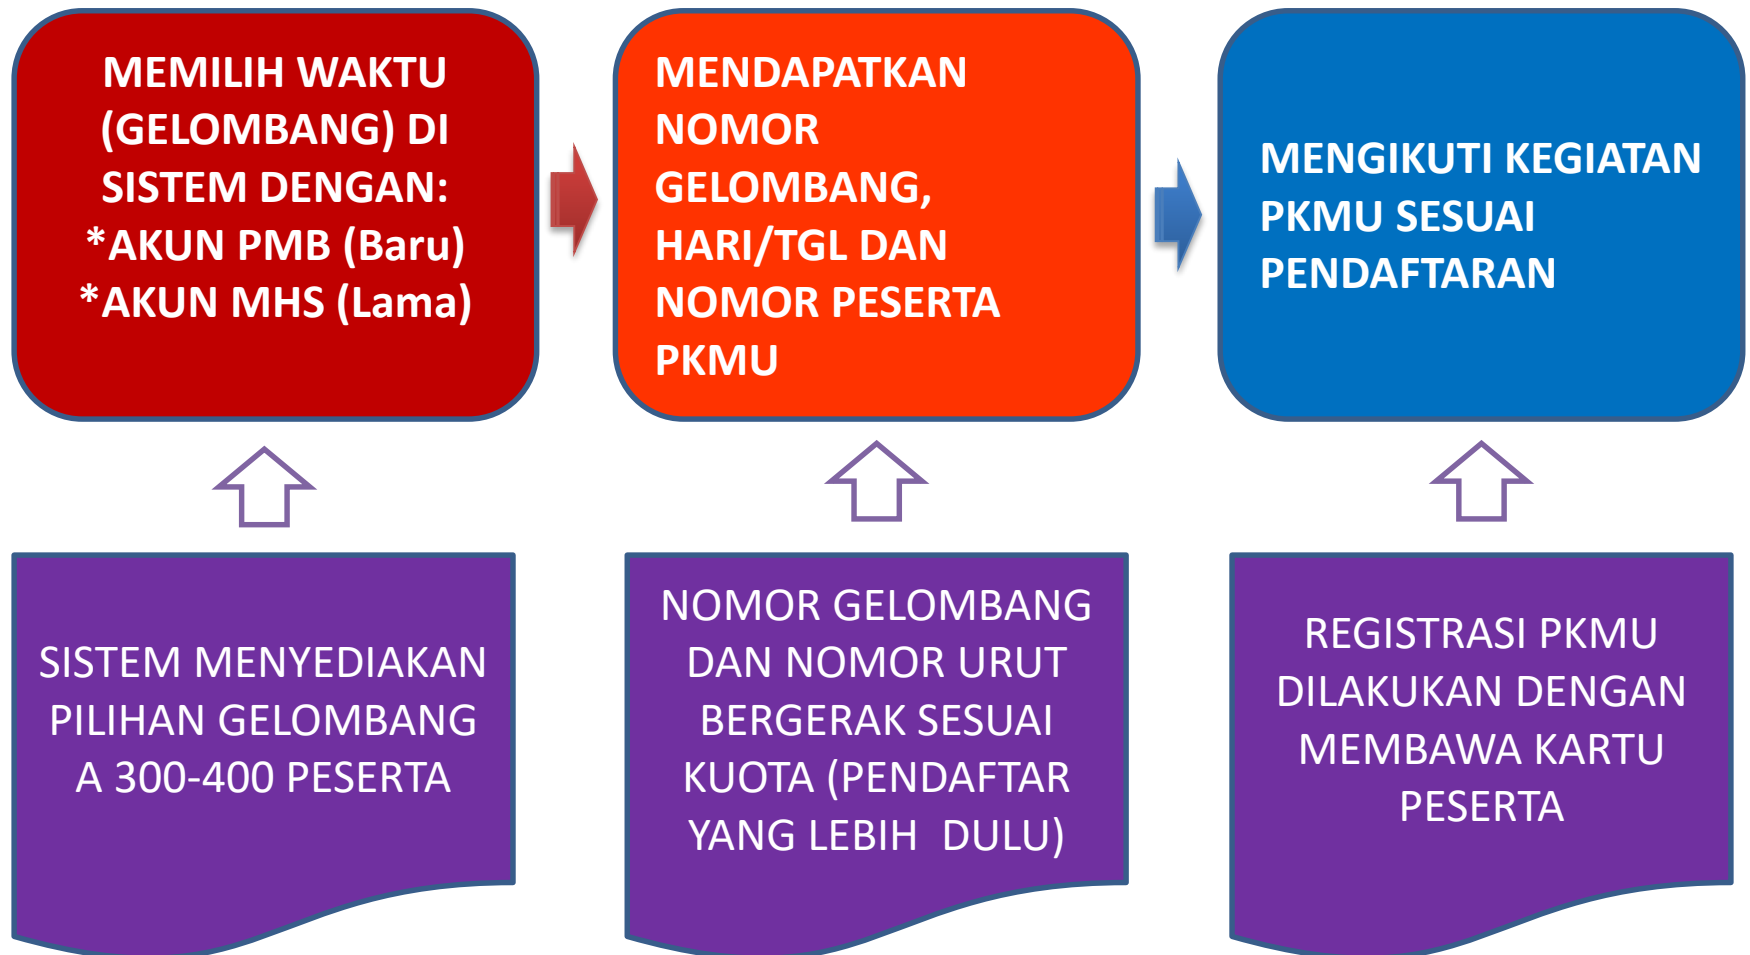 MEMILIH WAKTU
(GELOMBANG) DI
SISTEM DENGAN:
*AKUN PMB (Baru)
*AKUN MHS (Lama)
MENDAPATKAN
NOMOR
GELOMBANG,
HARI/TGL DAN
NOMOR PESERTA
PKMU
MENGIKUTI KEGIATAN
PKMU SESUAI
PENDAFTARAN
SISTEM MENYEDIAKAN
PILIHAN GELOMBANG
A 300-400 PESERTA
NOMOR GELOMBANG
DAN NOMOR URUT
BERGERAK SESUAI
KUOTA (PENDAFTAR
YANG LEBIH  DULU)
REGISTRASI PKMU
DILAKUKAN DENGAN
MEMBAWA KARTU
PESERTA